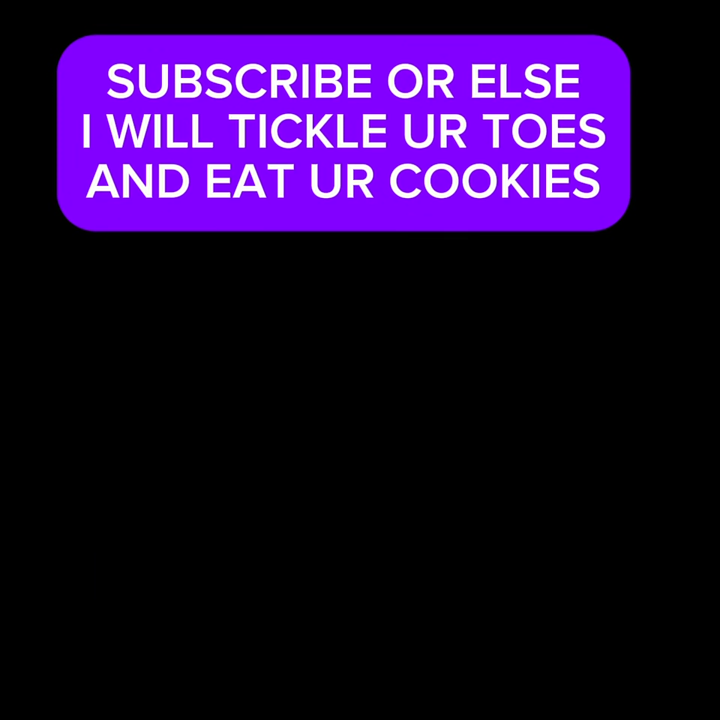 SUBSCRIBE OR ELSE
I WILL TICKLE UR TOES
AND EAT UR COOKIES